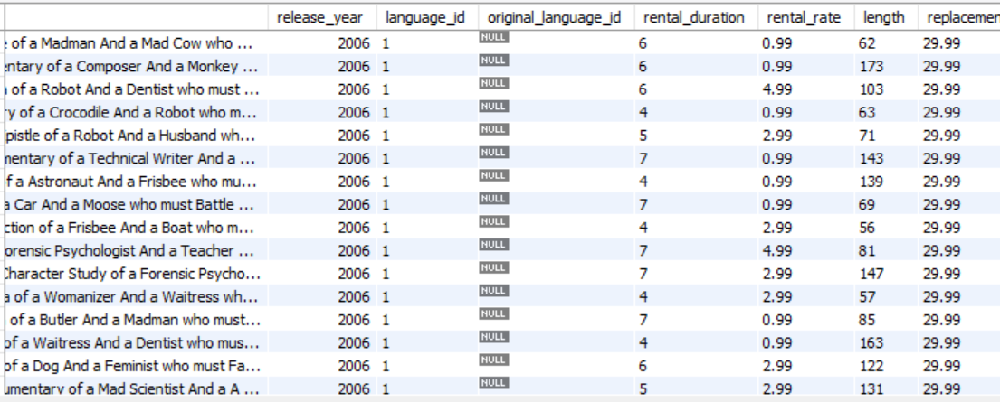 release_year language_id original_language_id rental_duration rental_rate length replacemen
of a Madman And a Mad Cow who ... 2006 1 NULL 6 0.99 62 29.99
entary of a Composer And a Monkey ... 2006 1 NULL 6 0.99 173 29.99
of a Robot And a Dentist who must ... 2006 1 NULL 6 4.99 103 29.99
ry of a Crocodile And a Robot who m... 2006 1 NULL 4 0.99 63 29.99
pistle of a Robot And a Husband wh... 2006 1 NULL 5 2.99 71 29.99
mentary of a Technical Writer And a ... 2006 1 NULL 7 0.99 143 29.99
f a Astronaut And a Frisbee who mu... 2006 1 NULL 4 0.99 139 29.99
a Car And a Moose who must Battle ... 2006 1 NULL 7 0.99 69 29.99
ction of a Frisbee And a Boat who m... 2006 1 NULL 4 2.99 56 29.99
orensic Psychologist And a Teacher ... 2006 1 NULL 7 4.99 81 29.99
Character Study of a Forensic Psycho... 2006 1 NULL 7 2.99 147 29.99
a of a Womanizer And a Waitress wh... 2006 1 NULL 4 2.99 57 29.99
of a Butler And a Madman who must... 2006 1 NULL 7 0.99 85 29.99
of a Waitress And a Dentist who mus... 2006 1 NULL 4 0.99 163 29.99
of a Dog And a Feminist who must Fa... 2006 1 NULL 6 2.99 122 29.99
umentary of a Mad Scientist And a A ... 2006 1 NULL 5 2.99 131 29.99